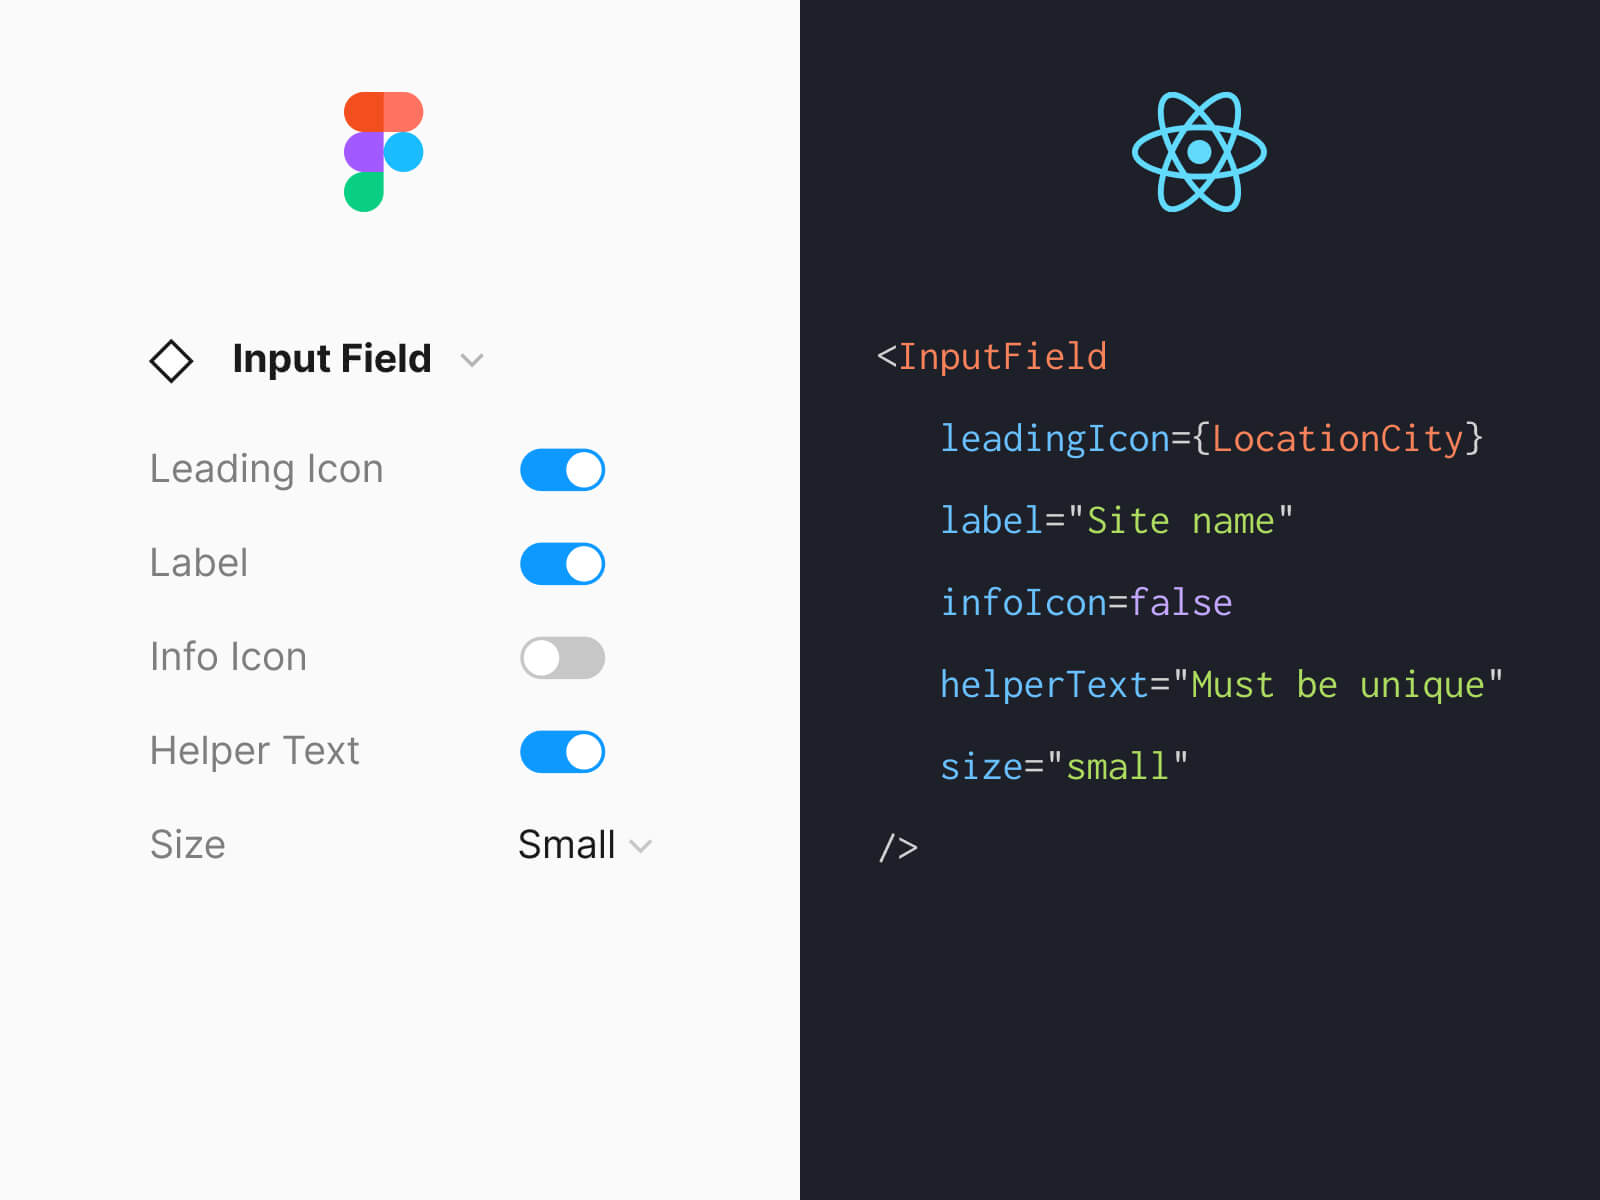 Input Field
Leading Icon
Label
Info Icon
Helper Text
Size Small
<InputField
leadingIcon={LocationCity}
label="Site name"
infoIcon=false
helperText="Must be unique"
size="small"
/>